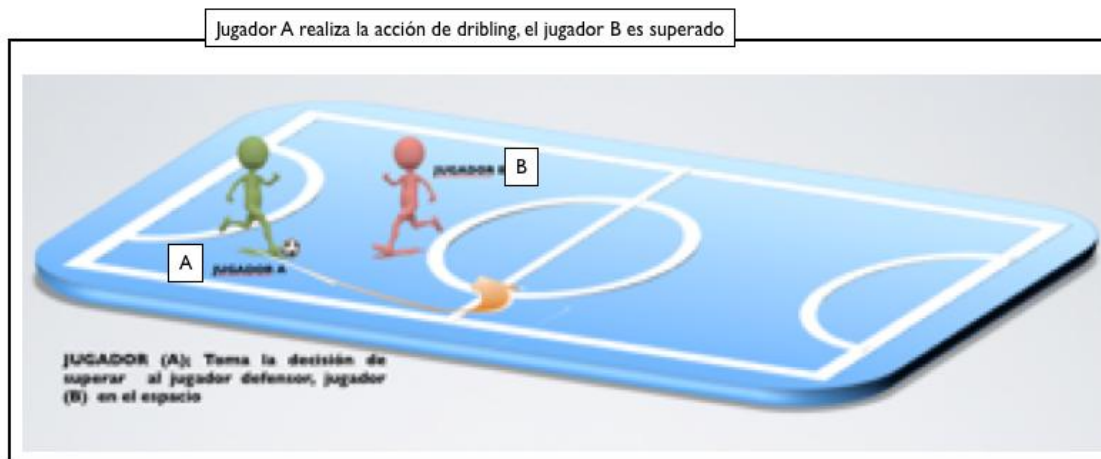 Jugador A realiza la acción de dribling, el jugador B es superado
JUGADOR B
A
JUGADOR A
JUGADOR (A); Toma la decisión de
superar al jugador defensor, jugador
(B) en el espacio